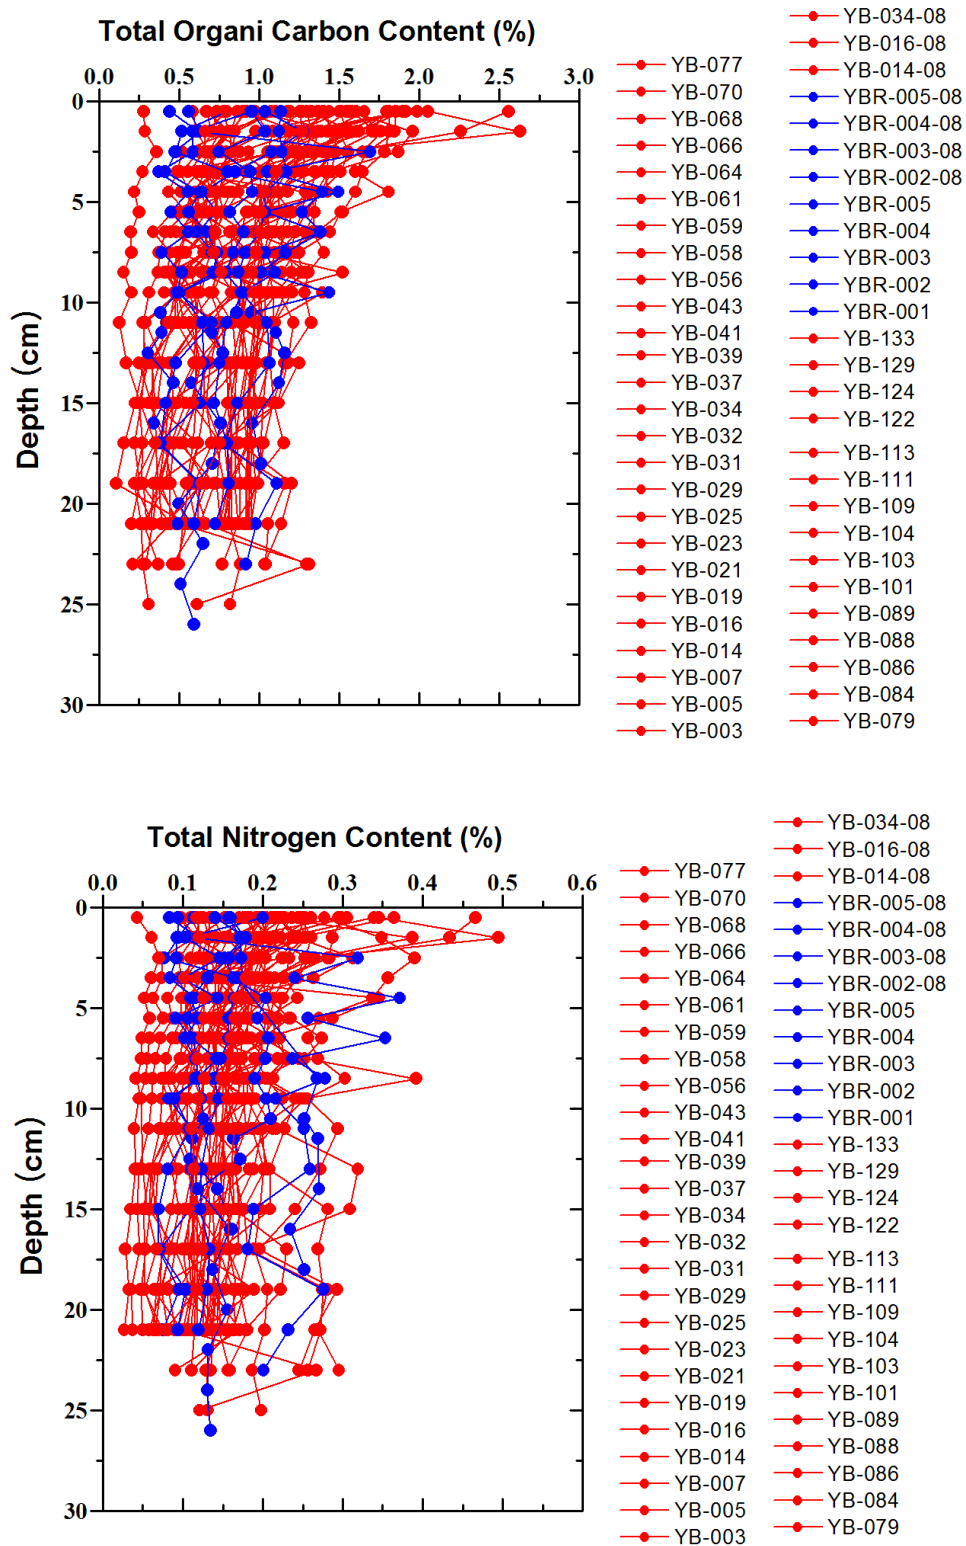 Total Organi Carbon Content (%)
0.0 0.5 1.0 1.5 2.0 2.5 3.0
0
5
10
15
20
25
30
Depth (cm)
YB-077
YB-070
YB-068
YB-066
YB-064
YB-061
YB-059
YB-058
YB-056
YB-043
YB-041
YB-039
YB-037
YB-034
YB-032
YB-031
YB-029
YB-025
YB-023
YB-021
YB-019
YB-016
YB-014
YB-007
YB-005
YB-003
YB-034-08
YB-016-08
YB-014-08
YBR-005-08
YBR-004-08
YBR-003-08
YBR-002-08
YBR-005
YBR-004
YBR-003
YBR-002
YBR-001
YB-133
YB-129
YB-124
YB-122
YB-113
YB-111
YB-109
YB-104
YB-103
YB-101
YB-089
YB-088
YB-086
YB-084
YB-079
Total Nitrogen Content (%)
0.0 0.1 0.2 0.3 0.4 0.5 0.6
0
5
10
15
20
25
30
Depth (cm)
YB-077
YB-070
YB-068
YB-066
YB-064
YB-061
YB-059
YB-058
YB-056
YB-043
YB-041
YB-039
YB-037
YB-034
YB-032
YB-031
YB-029
YB-025
YB-023
YB-021
YB-019
YB-016
YB-014
YB-007
YB-005
YB-003
YB-034-08
YB-016-08
YB-014-08
YBR-005-08
YBR-004-08
YBR-003-08
YBR-002-08
YBR-005
YBR-004
YBR-003
YBR-002
YBR-001
YB-133
YB-129
YB-124
YB-122
YB-113
YB-111
YB-109
YB-104
YB-103
YB-101
YB-089
YB-088
YB-086
YB-084
YB-079